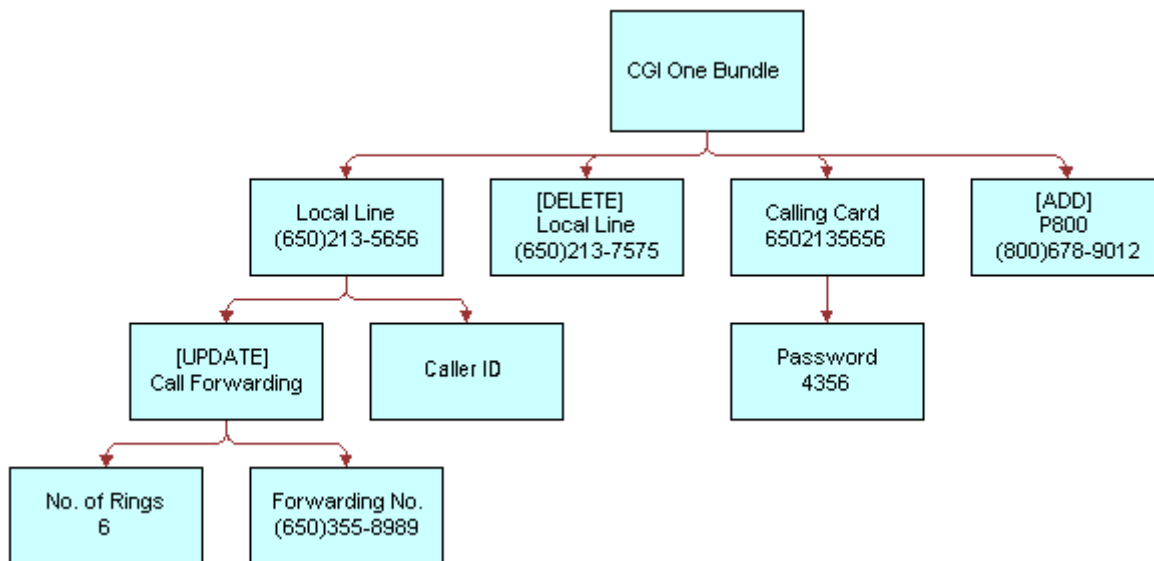 CGI One Bundle
Local Line
(650)213-5656
[DELETE]
Local Line
(650)213-7575
Calling Card
6502135656
[ADD]
P800
(800)678-9012
[UPDATE]
Call Forwarding
Caller ID
Password
4356
No. of Rings
6
Forwarding No.
(650)355-8989